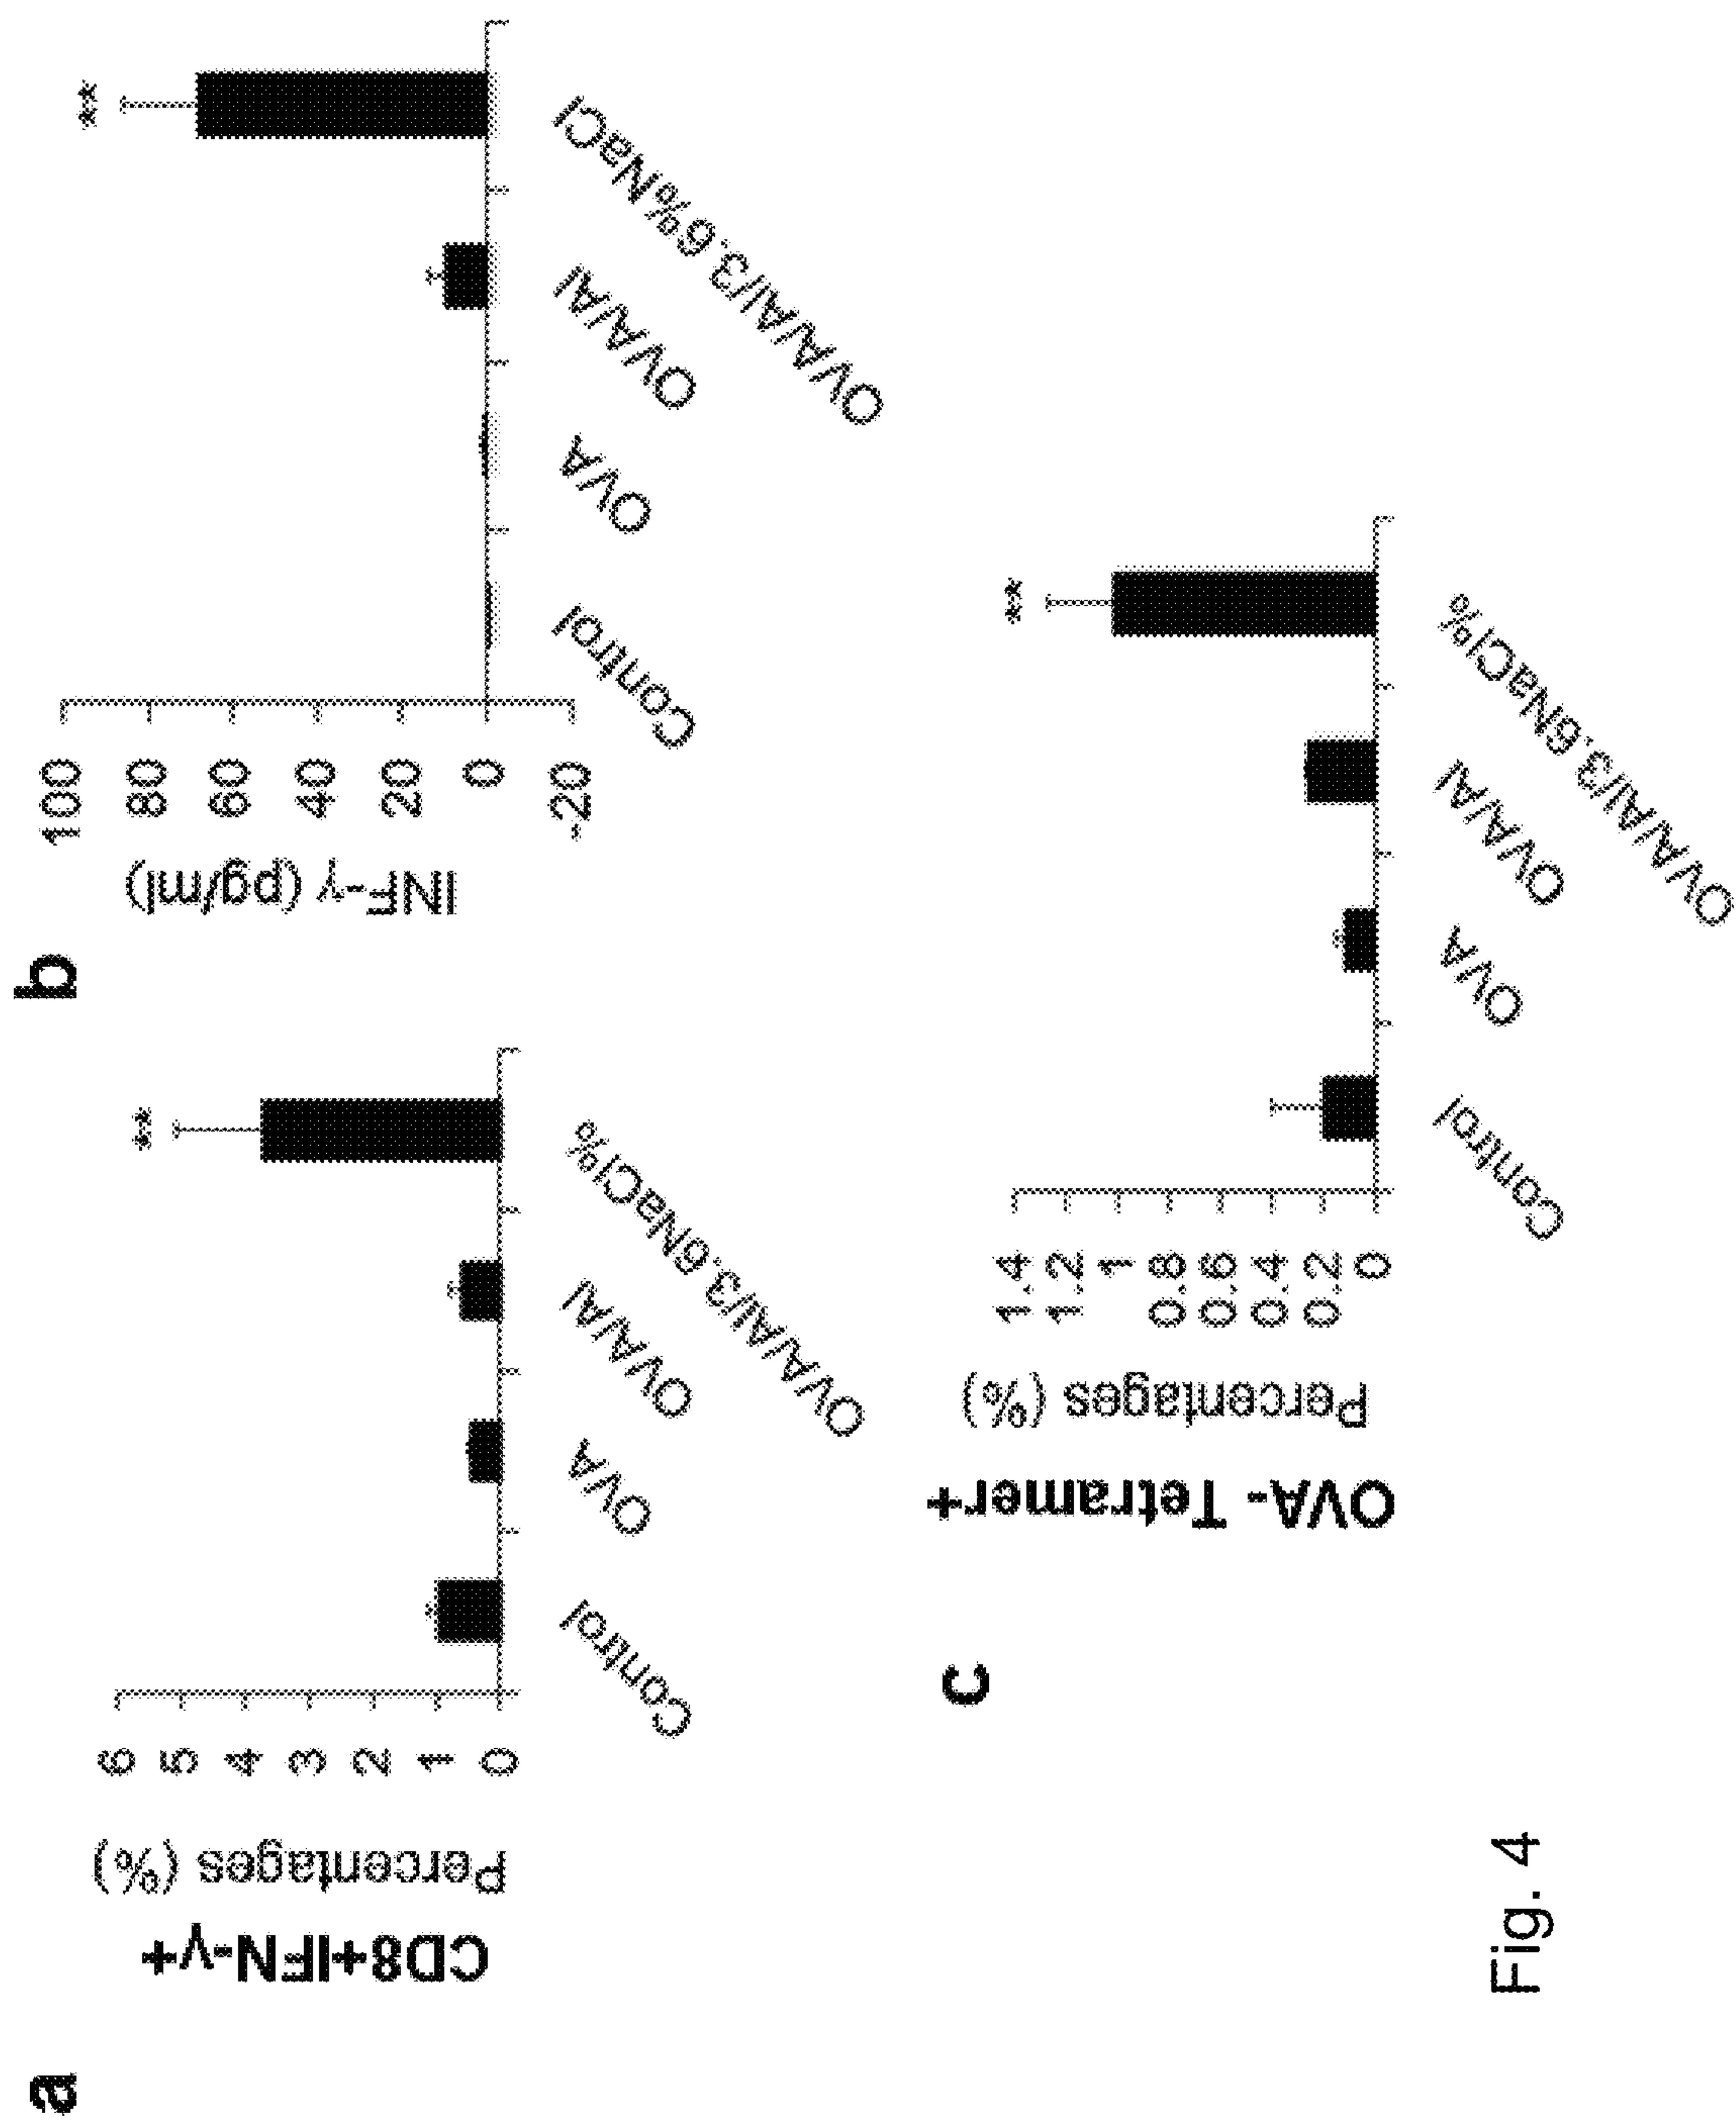 a
CD8+IFN-γ+
Percentages (%)
6
5
4
3
2
1
0
**
Control
OVA
OVA/Al
OVA/Al/3.6NaCl%
b
INF-γ (pg/ml)
100
80
60
40
20
0
-20
**
Control
OVA
OVA/Al
OVA/Al/3.6%NaCl
c
OVA- Tetramer+
Percentages (%)
1.4
1.2
1
0.8
0.6
0.4
0.2
0
**
Control
OVA
OVA/Al
OVA/Al/3.6NaCl%
Fig. 4